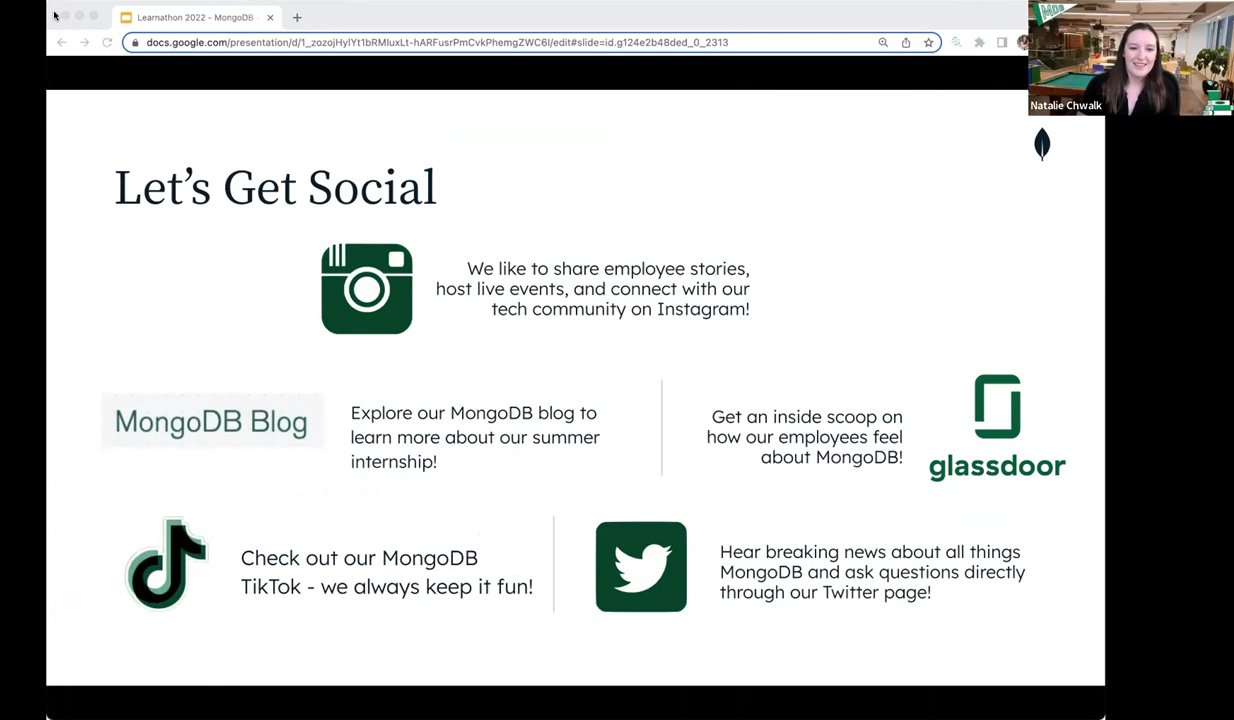 Learnathon 2022 - MongoDB
docs.google.com/presentation/d/1_zozojHylYt1bRMluxLt-hARFusrPmCvkPhemgZWC6I/edit#slide=id.g124e2b48ded_0_2313
Natalie Chwalk
Let's Get Social
We like to share employee stories,
host live events, and connect with our
tech community on Instagram!
MongoDB Blog
Explore our MongoDB blog to
learn more about our summer
internship!
Get an inside scoop on
how our employees feel
about MongoDB!
glassdoor
Check out our MongoDB
TikTok - we always keep it fun!
Hear breaking news about all things
MongoDB and ask questions directly
through our Twitter page!